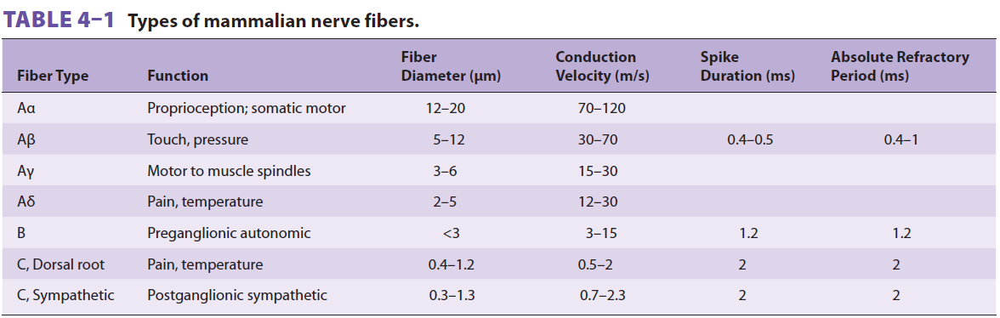 TABLE 4–1 Types of mammalian nerve fibers.
Fiber Type Function Fiber Diameter (μm) Conduction Velocity (m/s) Spike Duration (ms) Absolute Refractory Period (ms)
Aα Proprioception; somatic motor 12–20 70–120
Aβ Touch, pressure 5–12 30–70 0.4–0.5 0.4–1
Aγ Motor to muscle spindles 3–6 15–30
Aδ Pain, temperature 2–5 12–30
B Preganglionic autonomic <3 3–15 1.2 1.2
C, Dorsal root Pain, temperature 0.4–1.2 0.5–2 2 2
C, Sympathetic Postganglionic sympathetic 0.3–1.3 0.7–2.3 2 2